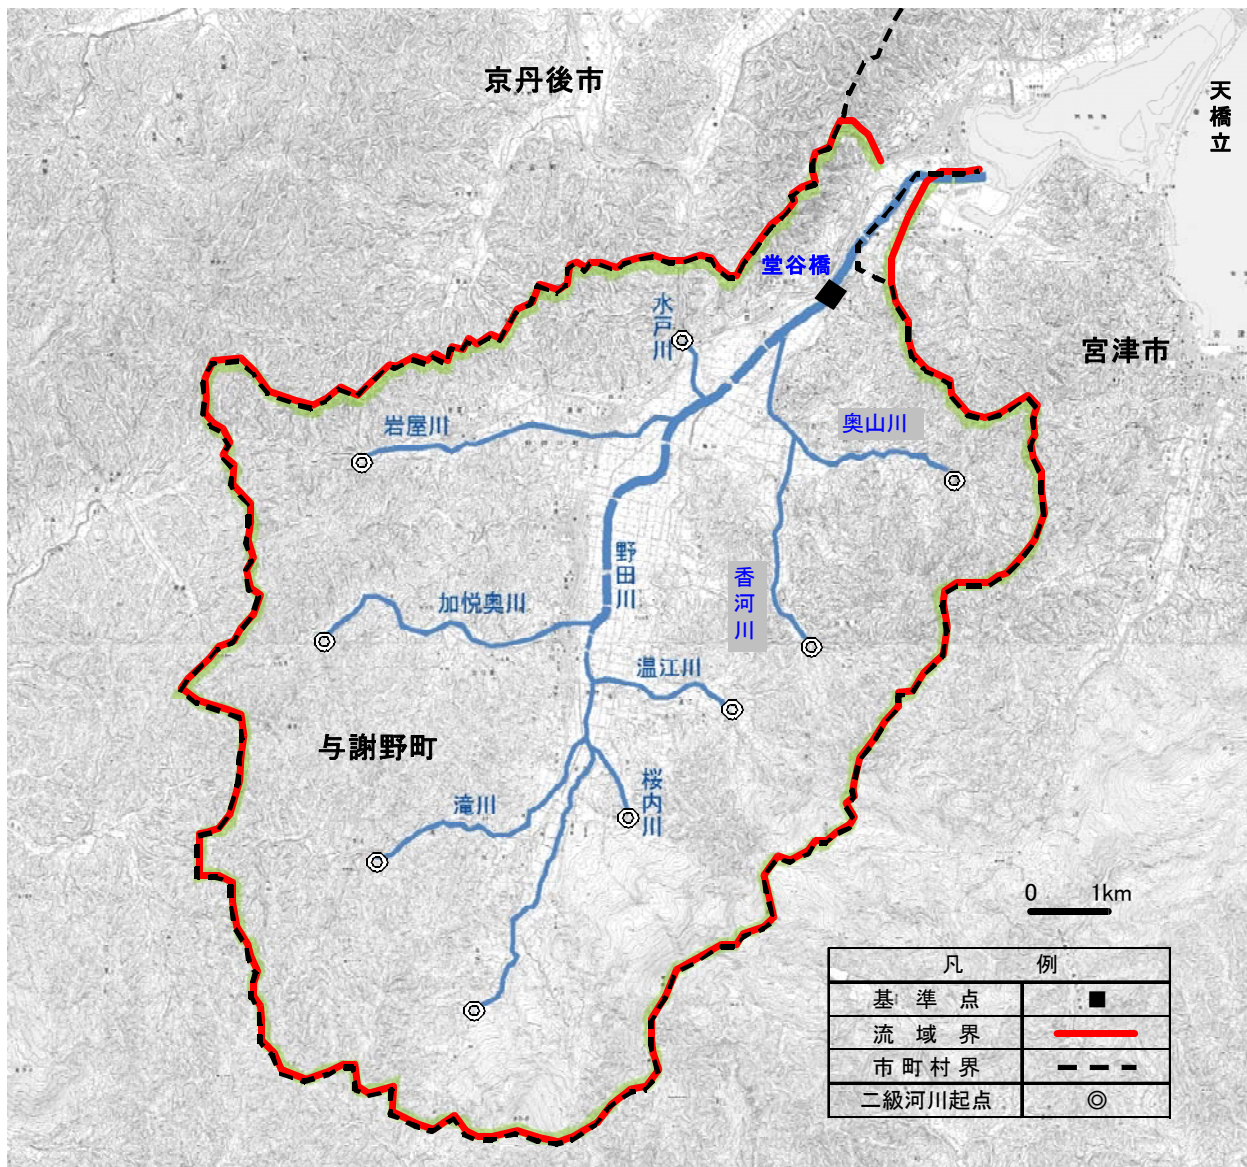 京丹後市
天橋立
堂谷橋
水戸川
宮津市
岩屋川
奥山川
野田川
香河川
加悦奥川
温江川
与謝野町
桜内川
滝川
0 1km
凡 例
基 準 点 ■
流 域 界
市町村界
二級河川起点 ◎